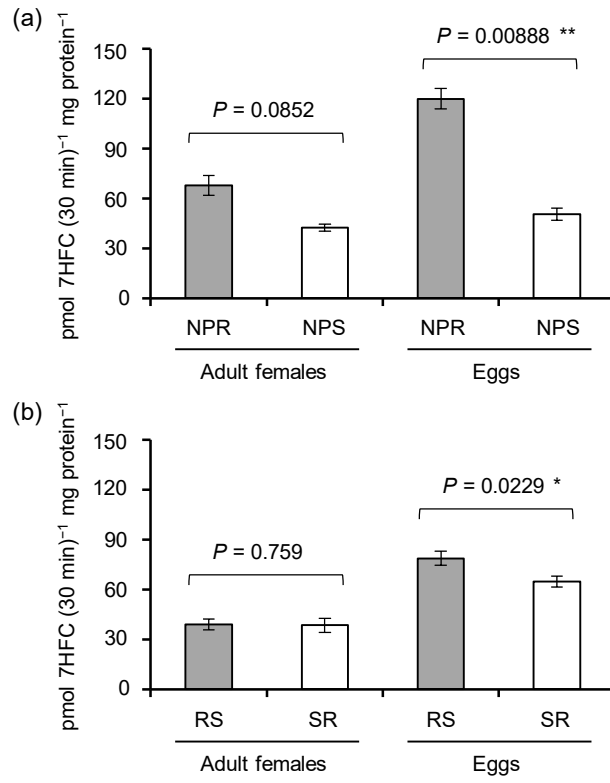 (a)
pmol 7HFC (30 min)⁻¹ mg protein⁻¹
150
120
90
60
30
0
P = 0.0852
P = 0.00888 **
NPR NPS NPR NPS
Adult females Eggs
(b)
pmol 7HFC (30 min)⁻¹ mg protein⁻¹
150
120
90
60
30
0
P = 0.759
P = 0.0229 *
RS SR RS SR
Adult females Eggs